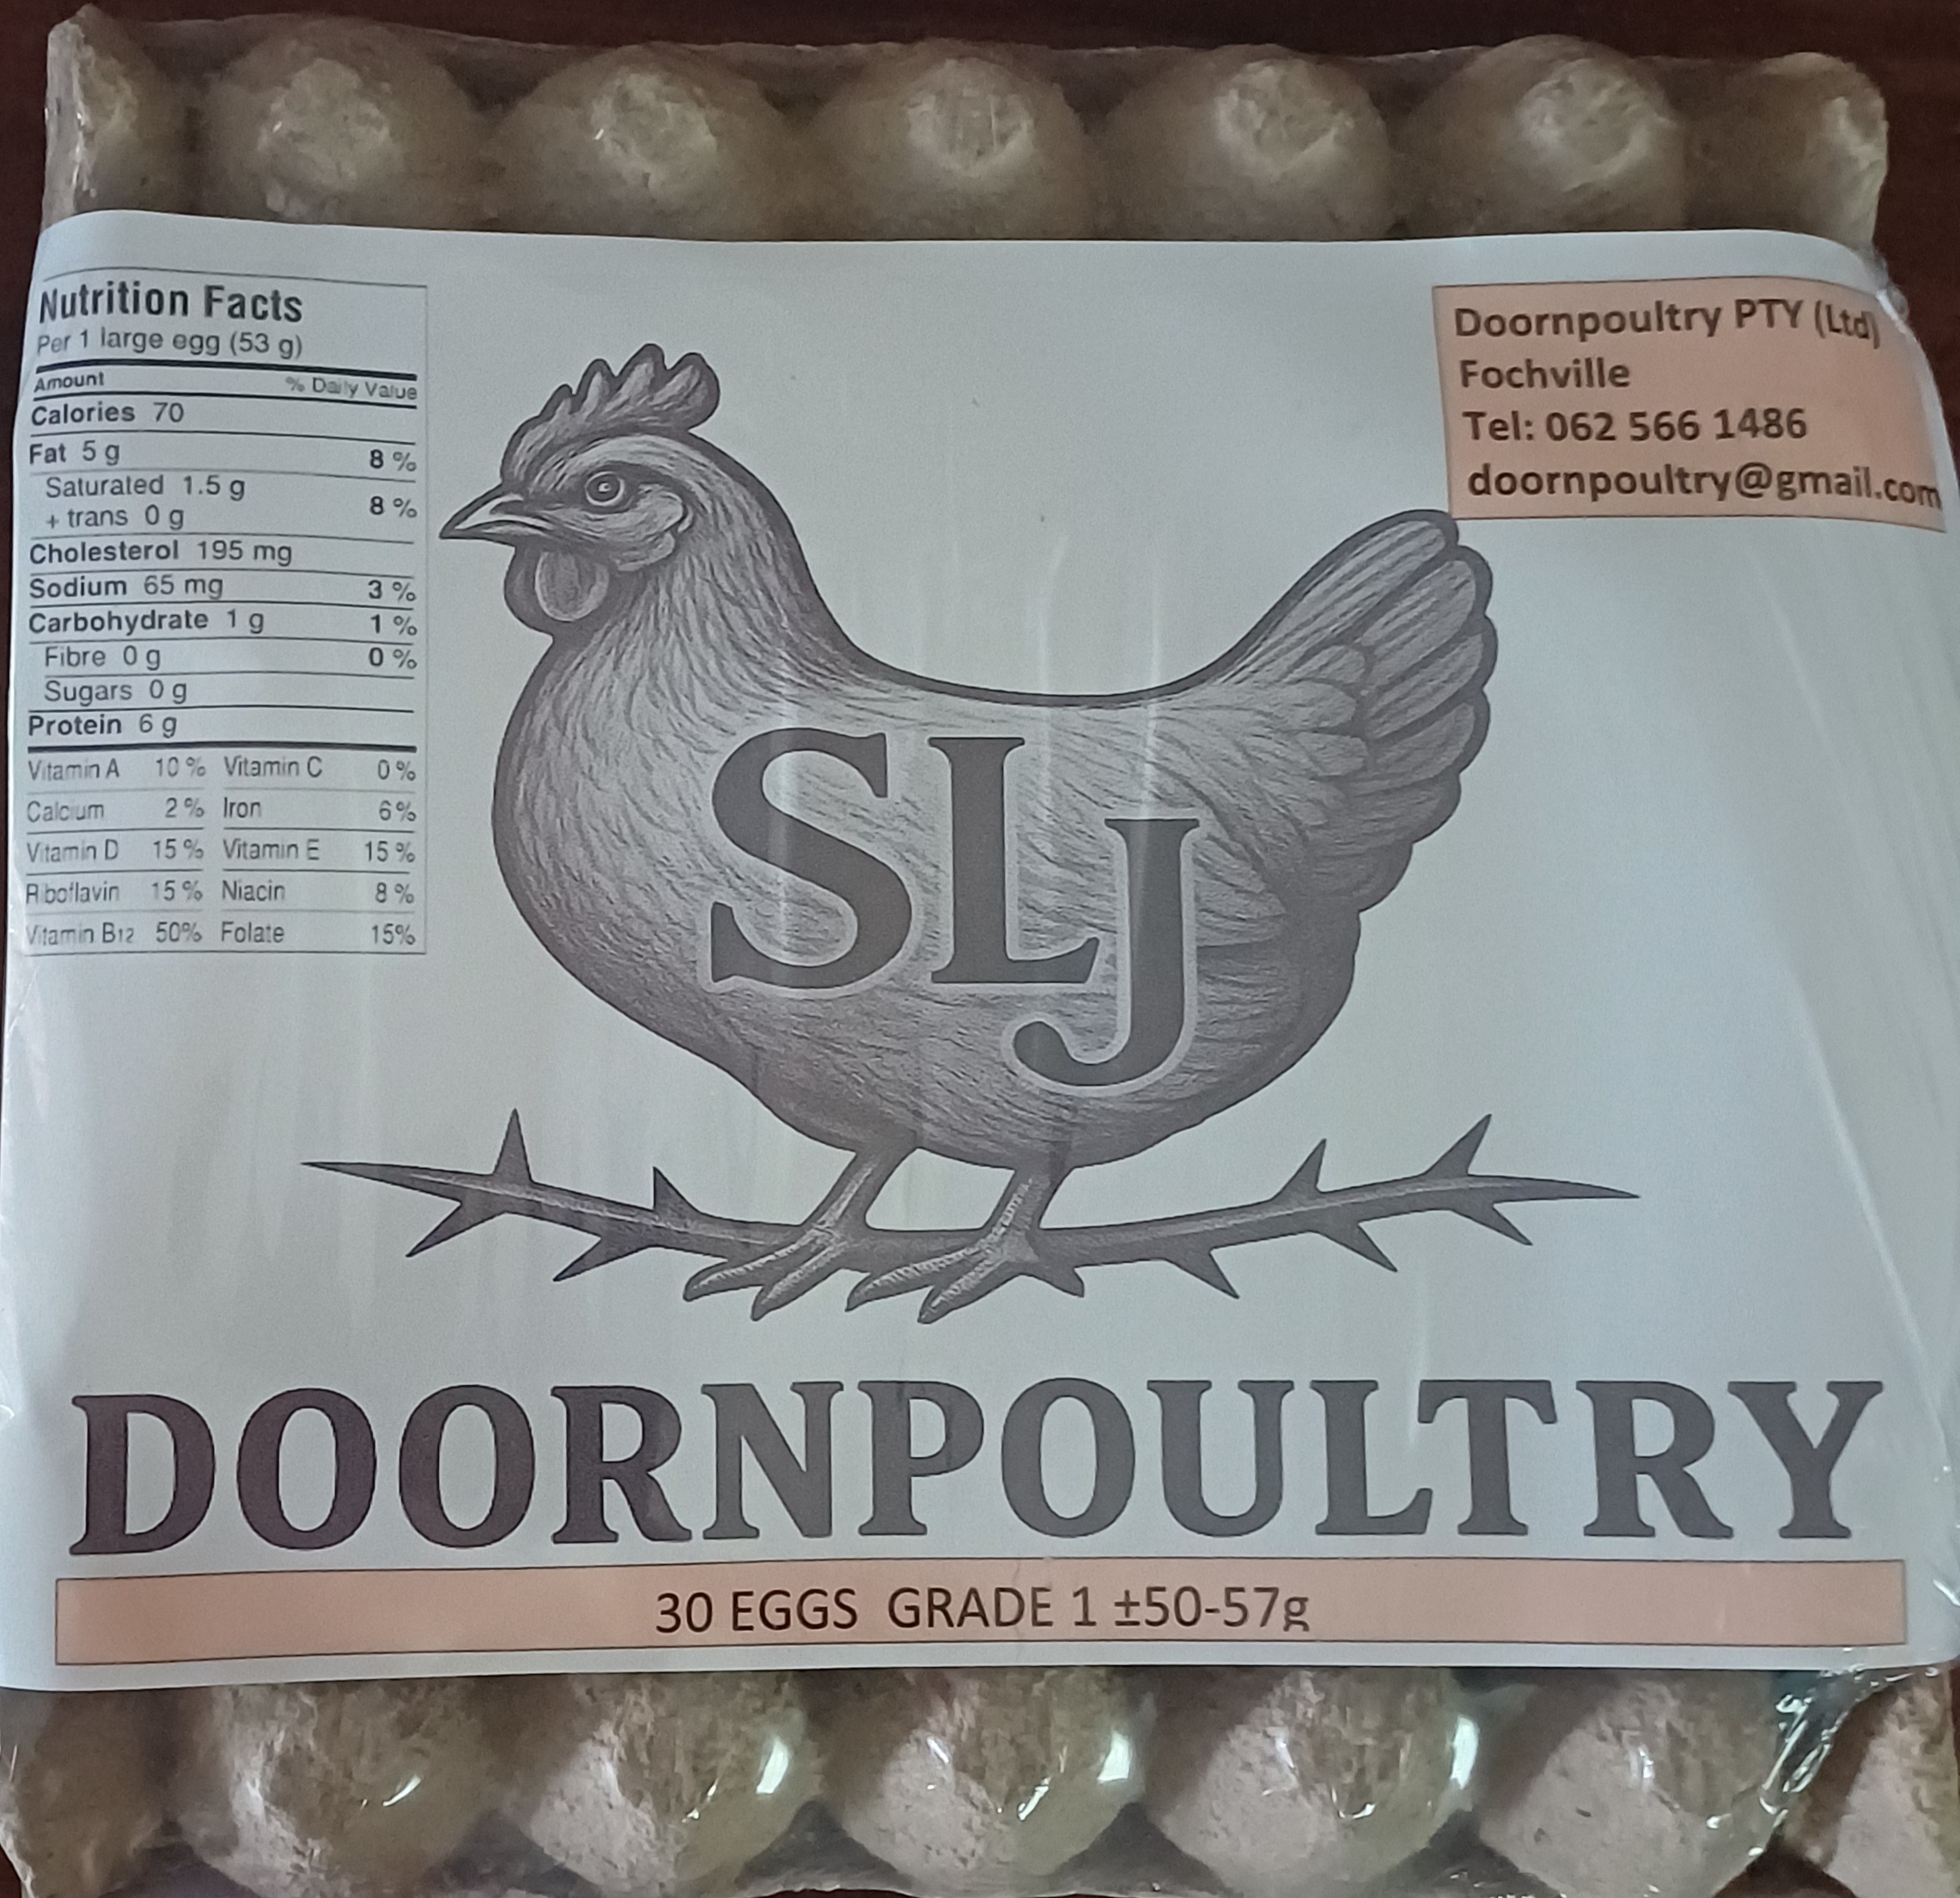 Nutrition Facts
Per 1 large egg (53 g)
Amount % Daily Value
Calories 70
Fat 5 g 8 %
Saturated 1.5 g
+ trans 0 g 8 %
Cholesterol 195 mg
Sodium 65 mg 3 %
Carbohydrate 1 g 1 %
Fibre 0 g 0 %
Sugars 0 g
Protein 6 g
Vitamin A 10 % Vitamin C 0 %
Calcium 2 % Iron 6 %
Vitamin D 15 % Vitamin E 15 %
Riboflavin 15 % Niacin 8 %
Vitamin B12 50% Folate 15%
Doornpoultry PTY (Ltd)
Fochville
Tel: 062 566 1486
doornpoultry@gmail.com
SLJ
DOORNPOULTRY
30 EGGS GRADE 1 ±50-57g